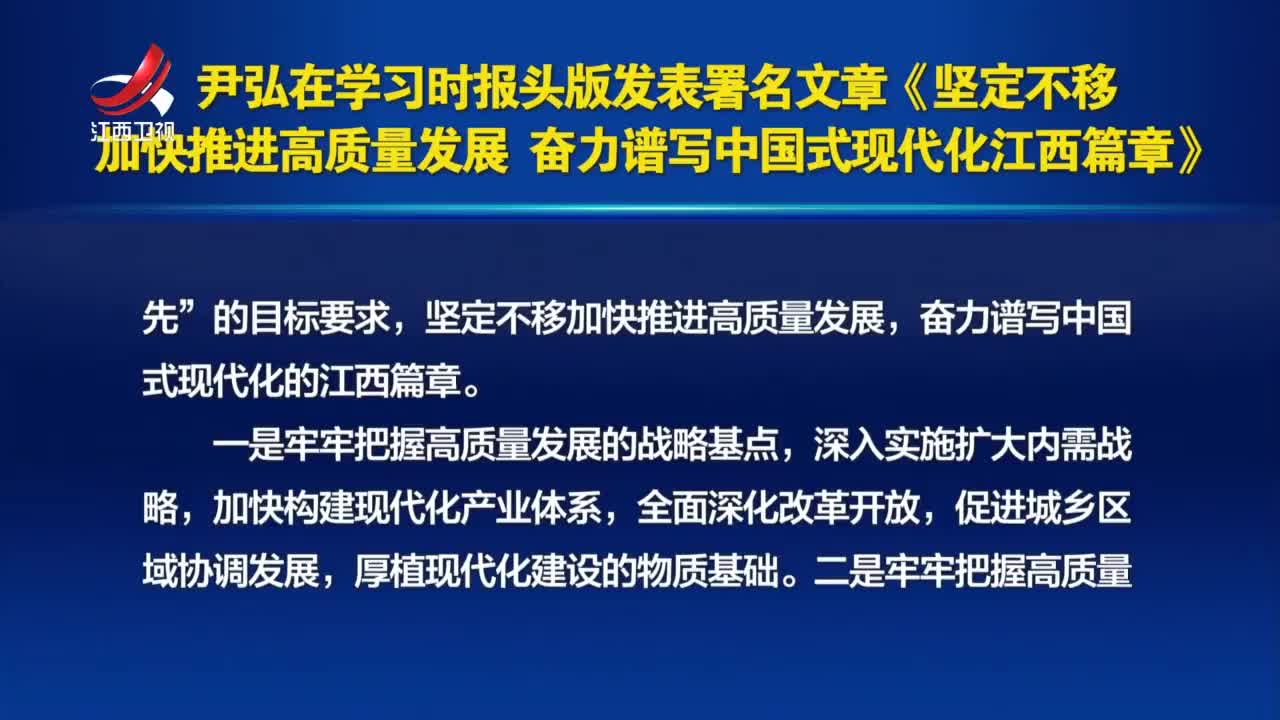 尹弘在学习时报头版发表署名文章《坚定不移
江西卫视
加快推进高质量发展 奋力谱写中国式现代化江西篇章》
先”的目标要求，坚定不移加快推进高质量发展，奋力谱写中国
式现代化的江西篇章。
一是牢牢把握高质量发展的战略基点，深入实施扩大内需战
略，加快构建现代化产业体系，全面深化改革开放，促进城乡区
域协调发展，厚植现代化建设的物质基础。二是牢牢把握高质量